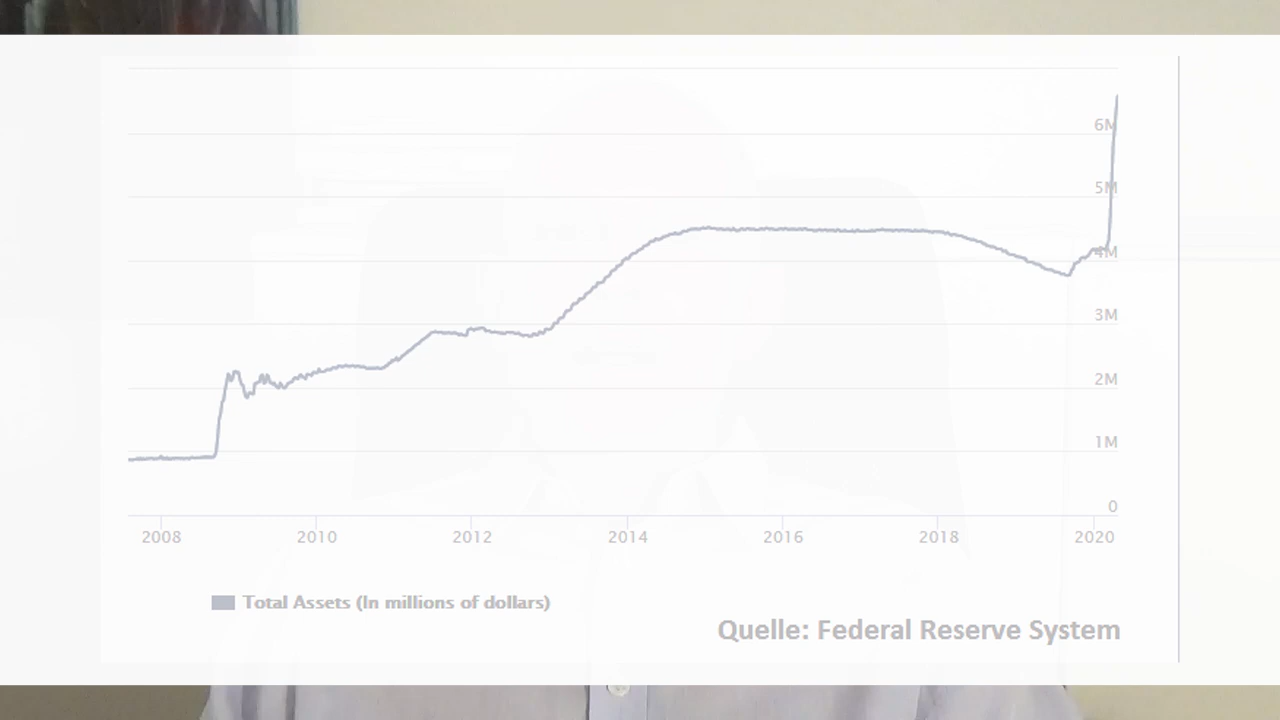 6M
5M
4M
3M
2M
1M
0
2008 2010 2012 2014 2016 2018 2020
Total Assets (In millions of dollars)
Quelle: Federal Reserve System